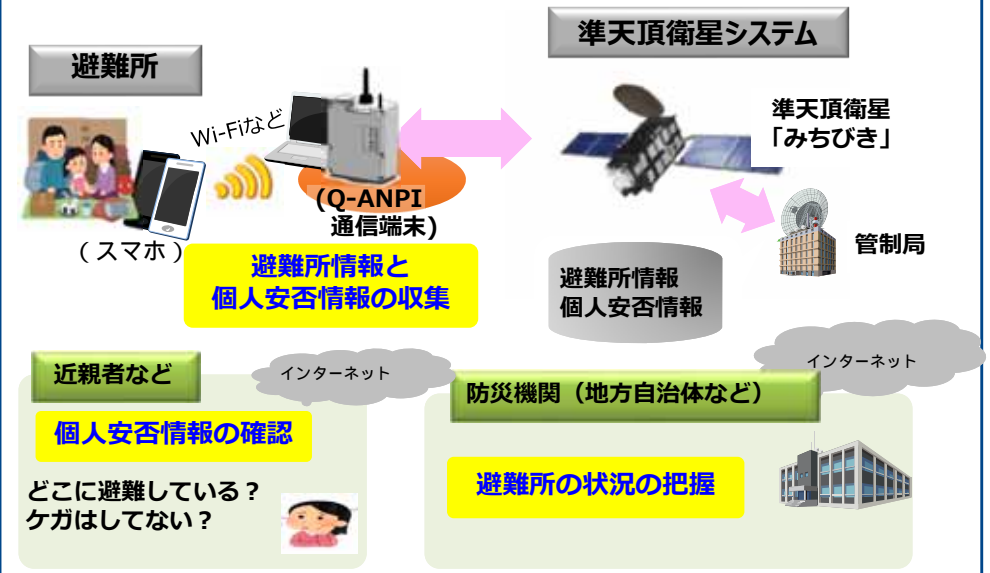 準天頂衛星システム
避難所
準天頂衛星
「みちびき」
Wi-Fiなど
(Q-ANPI
通信端末)
(スマホ)
管制局
避難所情報と
個人安否情報の収集
避難所情報
個人安否情報
近親者など
インターネット
インターネット
防災機関(地方自治体など)
個人安否情報の確認
避難所の状況の把握
どこに避難している?
ケガはしてない?